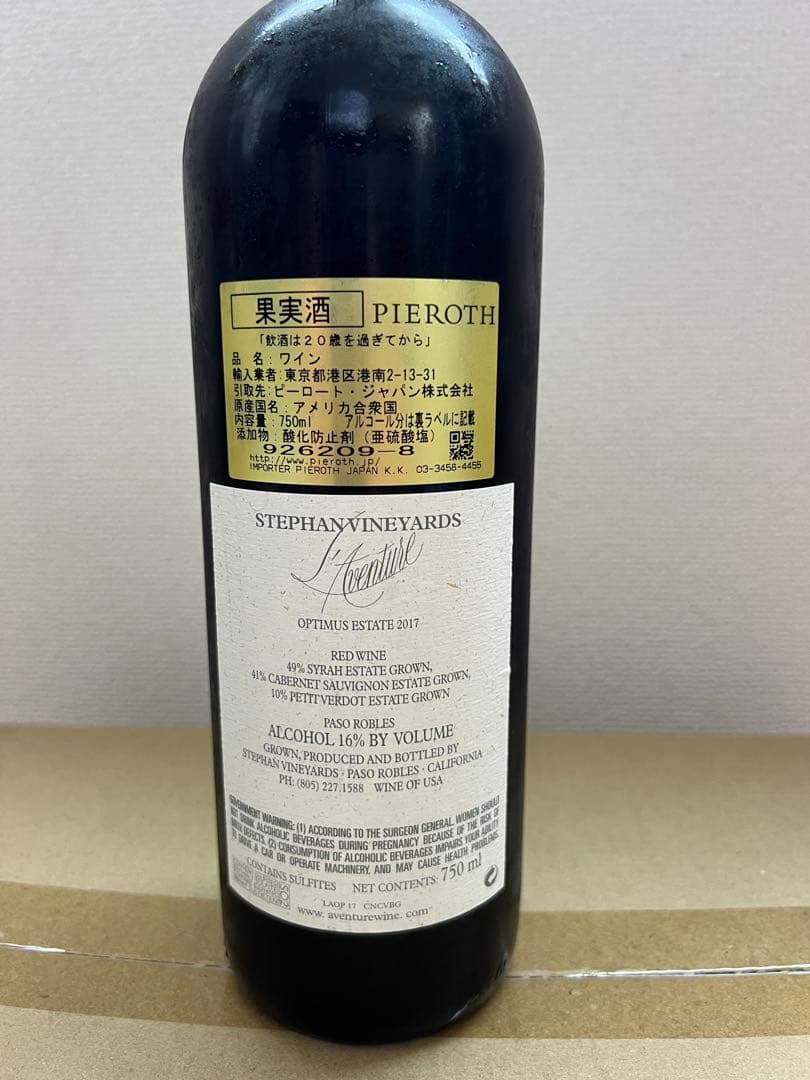 果実酒 PIEROTH
「飲酒は20歳を過ぎてから」
品 名：ワイン
輸入業者:東京都港区港南2-13-31
引取先:ピーロート・ジャパン株式会社
原産国名：アメリカ合衆国
内容量：750ml アルコール分は裏ラベルに記載
添加物：酸化防止剤（亜硫酸塩）
926209-8
http://www.pieroth.jp/
IMPORTER PIEROTH JAPAN K.K. 03-3458-4455
STEPHAN VINEYARDS
L'Aventure
OPTIMUS ESTATE 2017
RED WINE
49% SYRAH ESTATE GROWN,
41% CABERNET SAUVIGNON ESTATE GROWN,
10% PETIT VERDOT ESTATE GROWN
PASO ROBLES
ALCOHOL 16% BY VOLUME
GROWN, PRODUCED AND BOTTLED BY
STEPHAN VINEYARDS · PASO ROBLES · CALIFORNIA
PH: (805) 227.1588 WINE OF USA
GOVERNMENT WARNING: (1) ACCORDING TO THE SURGEON GENERAL, WOMEN SHOULD
NOT DRINK ALCOHOLIC BEVERAGES DURING PREGNANCY BECAUSE OF THE RISK OF
BIRTH DEFECTS. (2) CONSUMPTION OF ALCOHOLIC BEVERAGES IMPAIRS YOUR ABILITY
TO DRIVE A CAR OR OPERATE MACHINERY, AND MAY CAUSE HEALTH PROBLEMS.
CONTAINS SULFITES NET CONTENTS: 750 ml
SO2
LAOP 17 CNCVBG
www. aventurewine. com